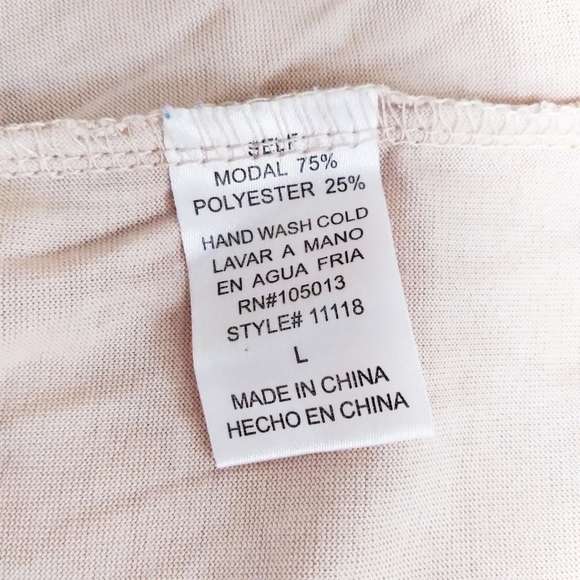 SELF
MODAL 75%
POLYESTER 25%
HAND WASH COLD
LAVAR A MANO
EN AGUA FRIA
RN#105013
STYLE# 11118
L
MADE IN CHINA
HECHO EN CHINA